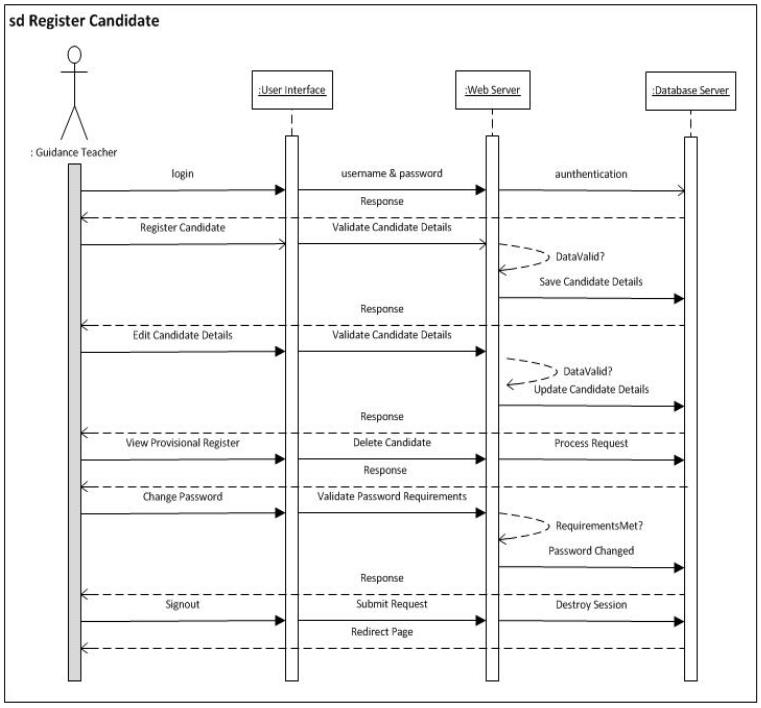 sd Register Candidate
:User Interface
:Web Server
:Database Server
: Guidance Teacher
login
username & password
aunthentication
Response
Register Candidate
Validate Candidate Details
DataValid?
Save Candidate Details
Response
Edit Candidate Details
Validate Candidate Details
DataValid?
Update Candidate Details
Response
View Provisional Register
Delete Candidate
Process Request
Response
Change Password
Validate Password Requirements
RequirementsMet?
Password Changed
Response
Signout
Submit Request
Destroy Session
Redirect Page